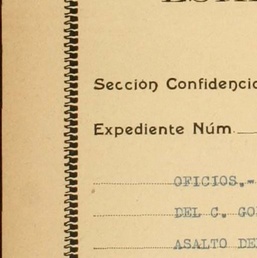 Sección Confidencia
Expediente Núm.
OFICIOS.-
DEL C. GO
ASALTO DE